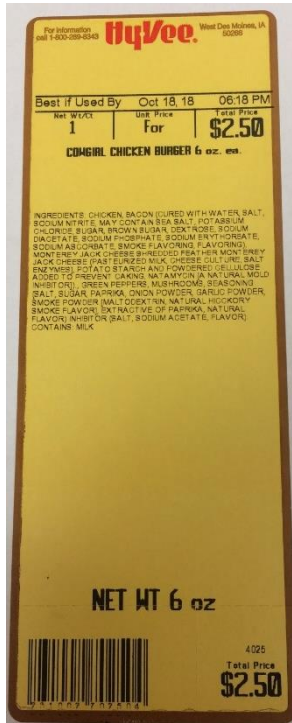 For information
call 1-800-289-8343
HyVee.
West Des Moines, IA
50266
Best if Used By Oct 18, 18 06:18 PM
Net Wt/Ct Unit Price Total Price
1 For $2.50
COWGIRL CHICKEN BURGER 6 oz. ea.
INGREDIENTS: CHICKEN, BACON (CURED WITH WATER, SALT,
SODIUM NITRITE, MAY CONTAIN SEA SALT, POTASSIUM
CHLORIDE, SUGAR, BROWN SUGAR, DEXTROSE, SODIUM
DIACETATE, SODIUM PHOSPHATE, SODIUM ERYTHORBATE,
SODIUM ASCORBATE, SMOKE FLAVORING, FLAVORING),
MONTEREY JACK CHEESE SHREDDED FEATHER MONTEREY
JACK CHEESE (PASTEURIZED MILK, CHEESE CULTURE, SALT
ENZYMES), POTATO STARCH AND POWDERED CELLULOSE
ADDED TO PREVENT CAKING, NATAMYCIN (A NATURAL MOLD
INHIBITOR)., GREEN PEPPERS, MUSHROOMS, SEASONING
(SALT, SUGAR, PAPRIKA, ONION POWDER, GARLIC POWDER,
SMOKE POWDER (MALTODEXTRIN, NATURAL HICKORY
SMOKE FLAVOR), EXTRACTIVE OF PAPRIKA, NATURAL
FLAVOR) INHIBITOR (SALT, SODIUM ACETATE, FLAVOR)
CONTAINS: MILK
NET WT 6 oz
4025
Total Price
$2.50